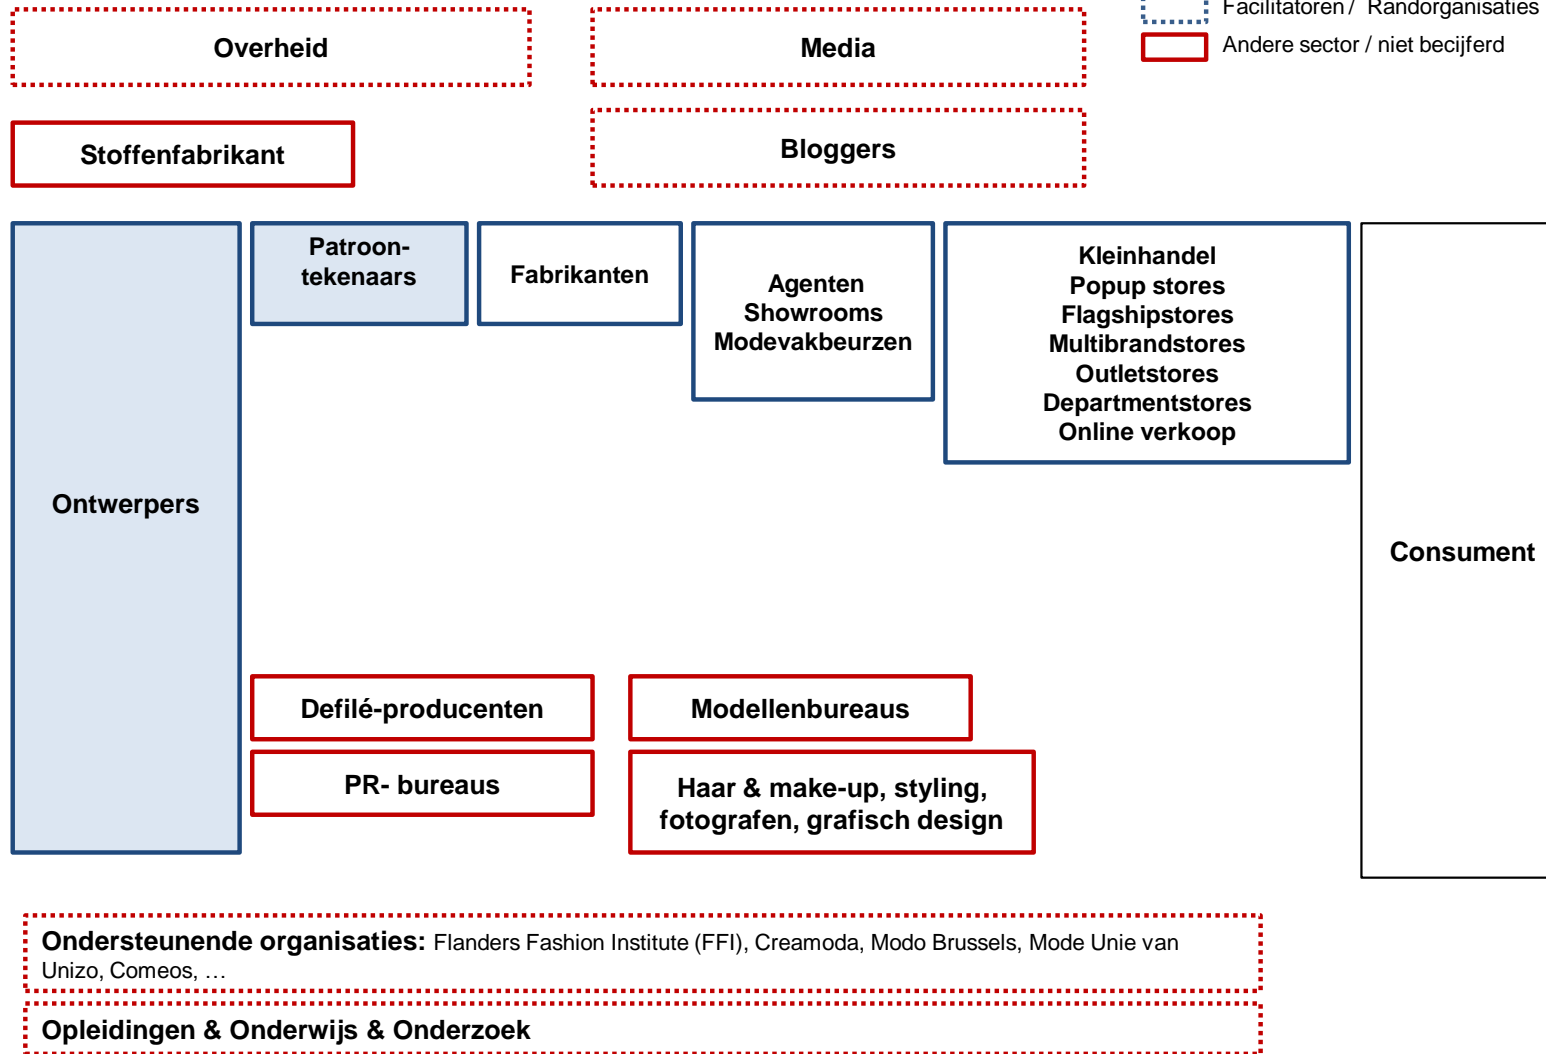 Facilitatoren / Randorganisaties
Andere sector / niet becijferd
Overheid
Media
Stoffenfabrikant
Bloggers
Ontwerpers
Patroon-
tekenaars
Fabrikanten
Agenten
Showrooms
Modevakbeurzen
Kleinhandel
Popup stores
Flagshipstores
Multibrandstores
Outletstores
Departmentstores
Online verkoop
Consument
Defilé-producenten
Modellenbureaus
PR- bureaus
Haar & make-up, styling,
fotografen, grafisch design
Ondersteunende organisaties: Flanders Fashion Institute (FFI), Creamoda, Modo Brussels, Mode Unie van
Unizo, Comeos, …
Opleidingen & Onderwijs & Onderzoek